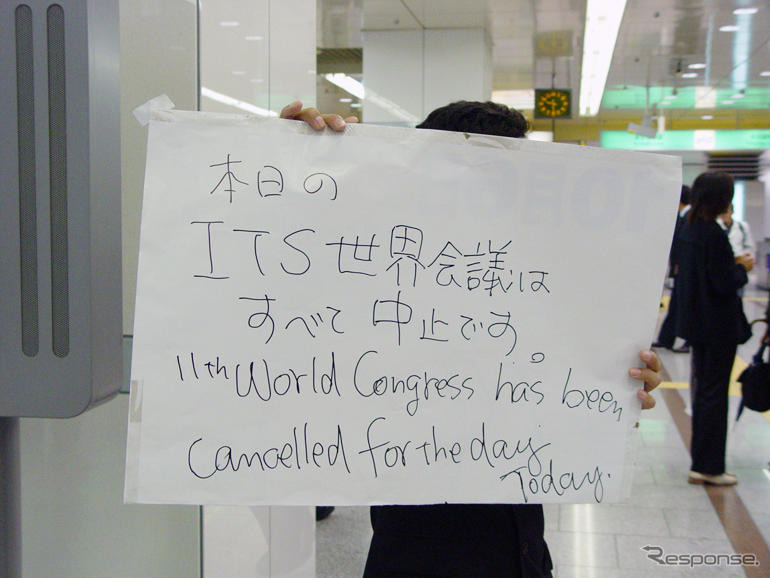 本日の
ITS世界会議は
すべて中止です。
11th World Congress has been
cancelled for the day
Today.
Response.